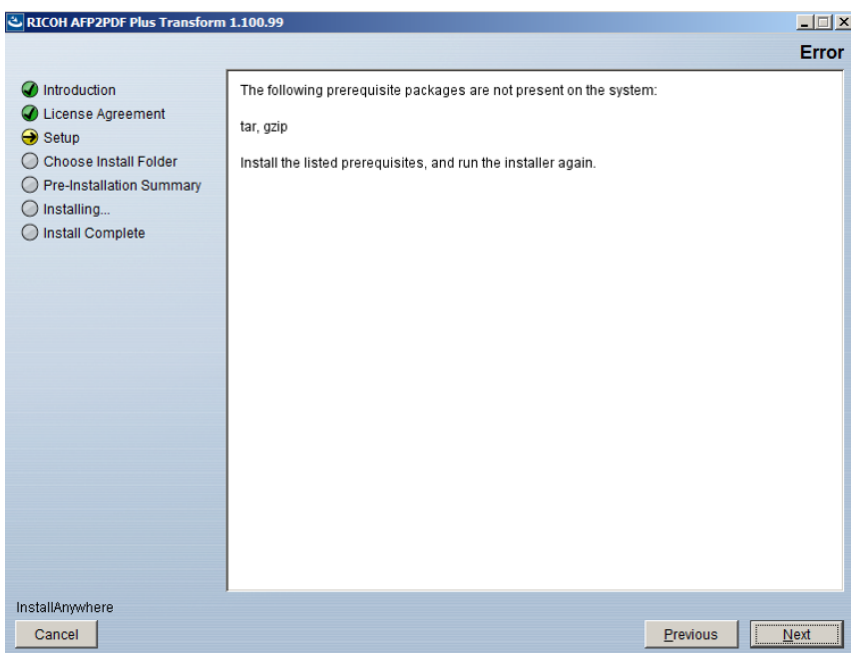 RICOH AFP2PDF Plus Transform 1.100.99
Error
Introduction
License Agreement
Setup
Choose Install Folder
Pre-Installation Summary
Installing...
Install Complete
The following prerequisite packages are not present on the system:
tar, gzip
Install the listed prerequisites, and run the installer again.
InstallAnywhere
Cancel
Previous
Next